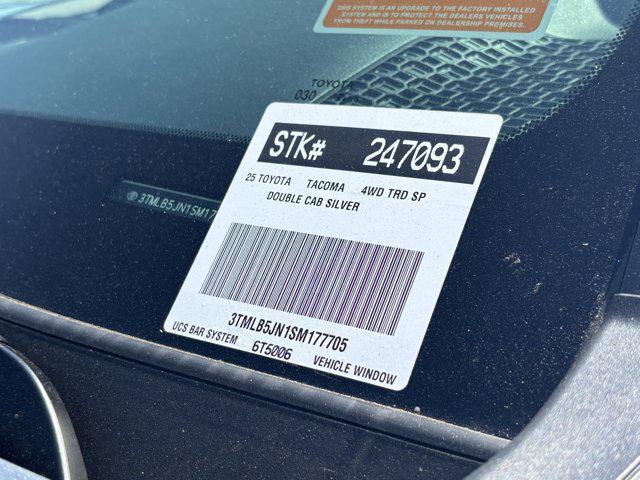 THIS SYSTEM IS AN UPGRADE TO THE FACTORY INSTALLED
SYSTEM AND IS TO PROTECT THE DEALERS VEHICLES
FROM THEFT WHILE PARKED ON DEALERSHIP PREMISES.
TOYOTA
030
STK# 247093
25 TOYOTA TACOMA 4WD TRD SP
DOUBLE CAB SILVER
3TMLB5JN1SM17
3TMLB5JN1SM177705
UCS BAR SYSTEM 6T5006 VEHICLE WINDOW